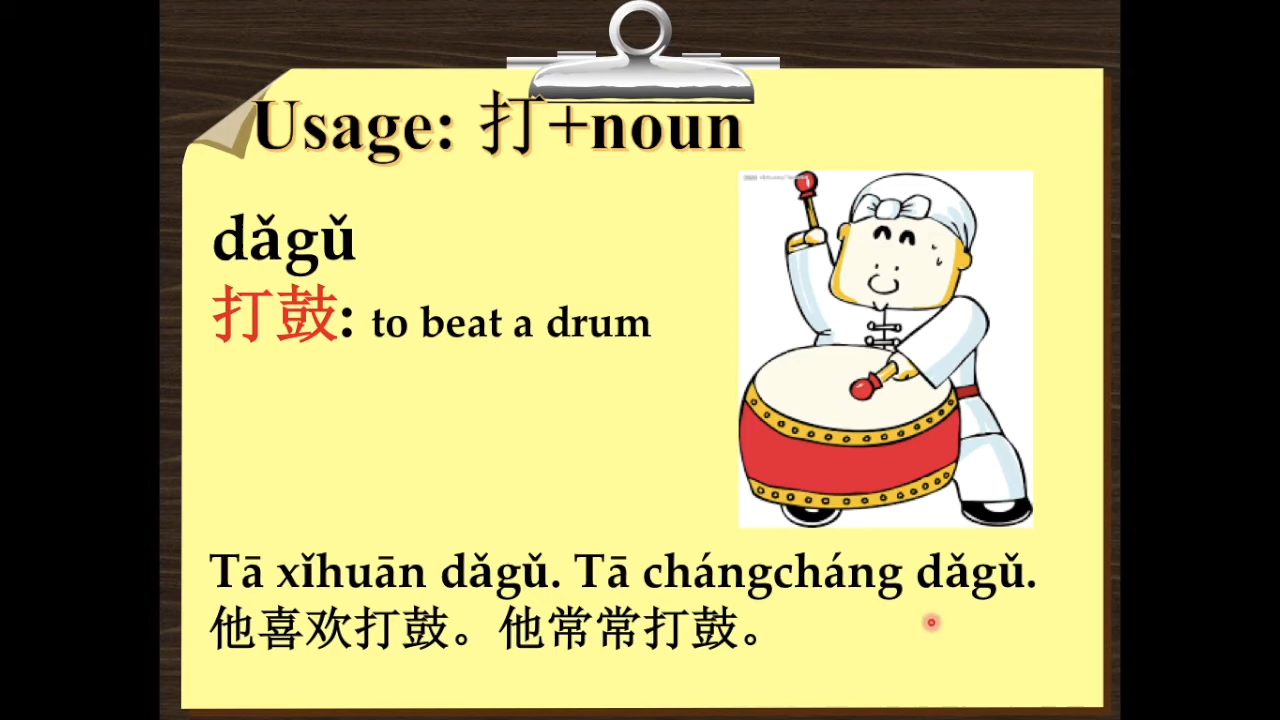 Usage: 打+noun
dǎgǔ
打鼓: to beat a drum
Tā xǐhuān dǎgǔ. Tā chángcháng dǎgǔ.
他喜欢打鼓。他常常打鼓。